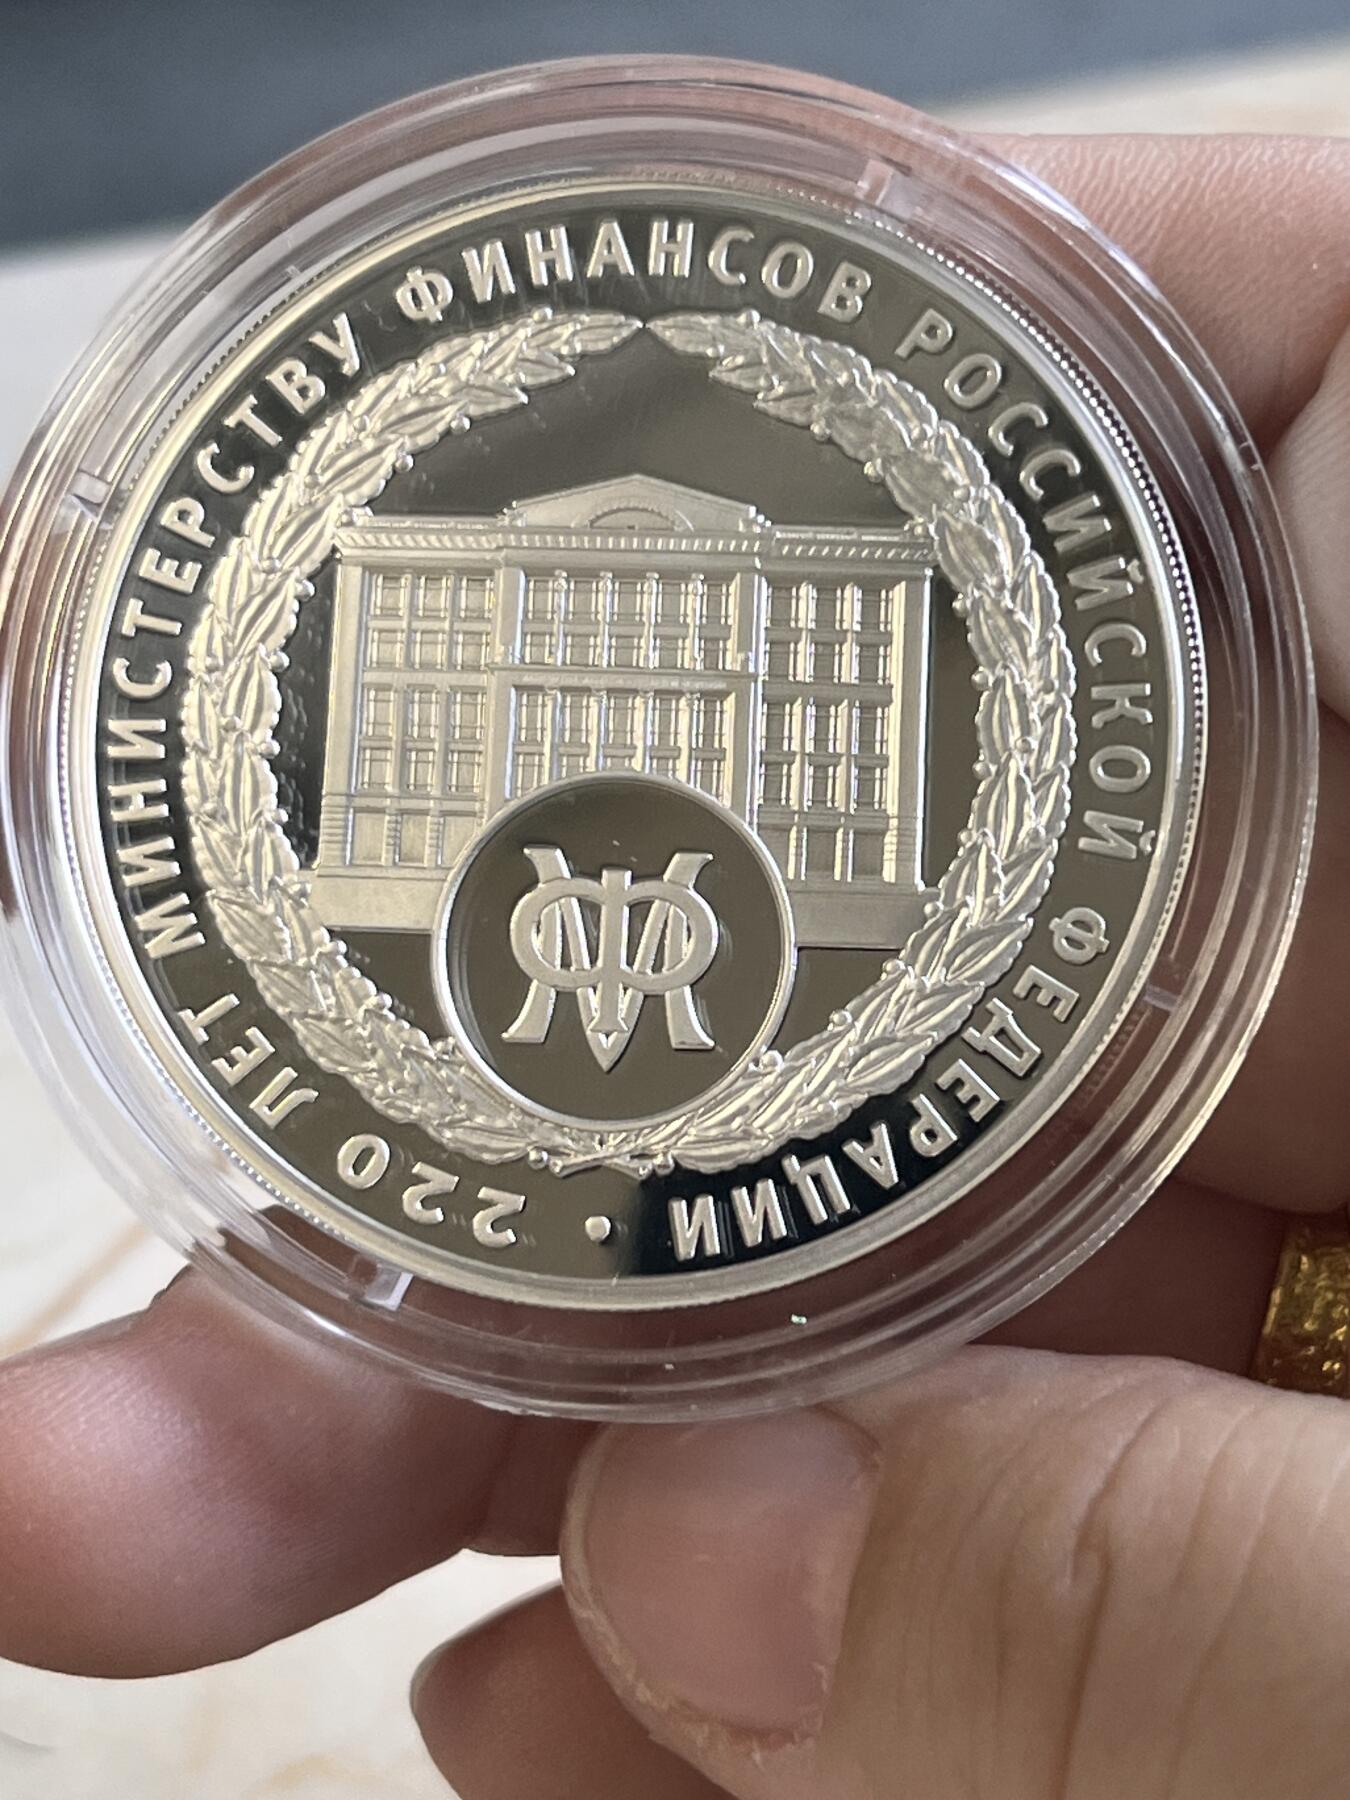 220 ЛЕТ МИНИСТЕРСТВУ ФИНАНСОВ РОССИЙСКОЙ ФЕДЕРАЦИИ •
МФ